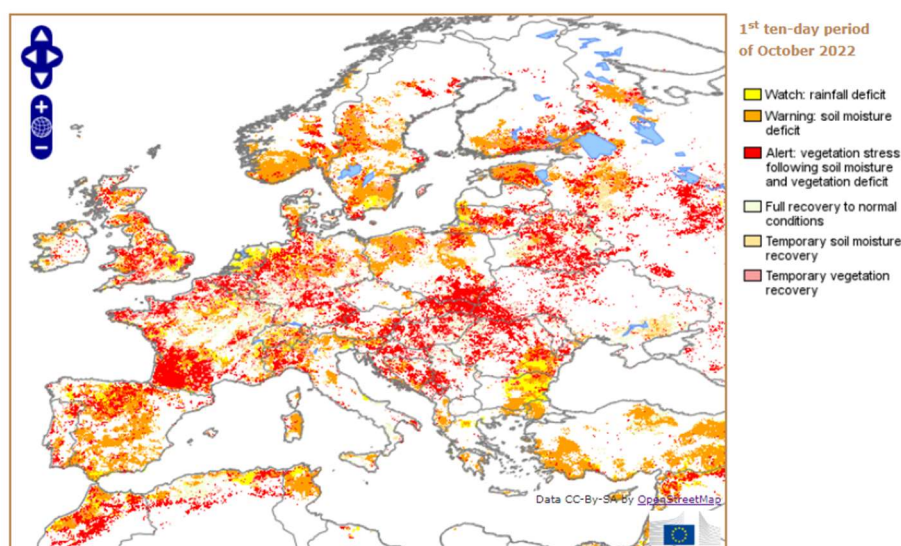 1st ten-day period
of October 2022
Watch: rainfall deficit
Warning: soil moisture
deficit
Alert: vegetation stress
following soil moisture
and vegetation deficit
Full recovery to normal
conditions
Temporary soil moisture
recovery
Temporary vegetation
recovery
Data CC-By-SA by OpenStreetMap